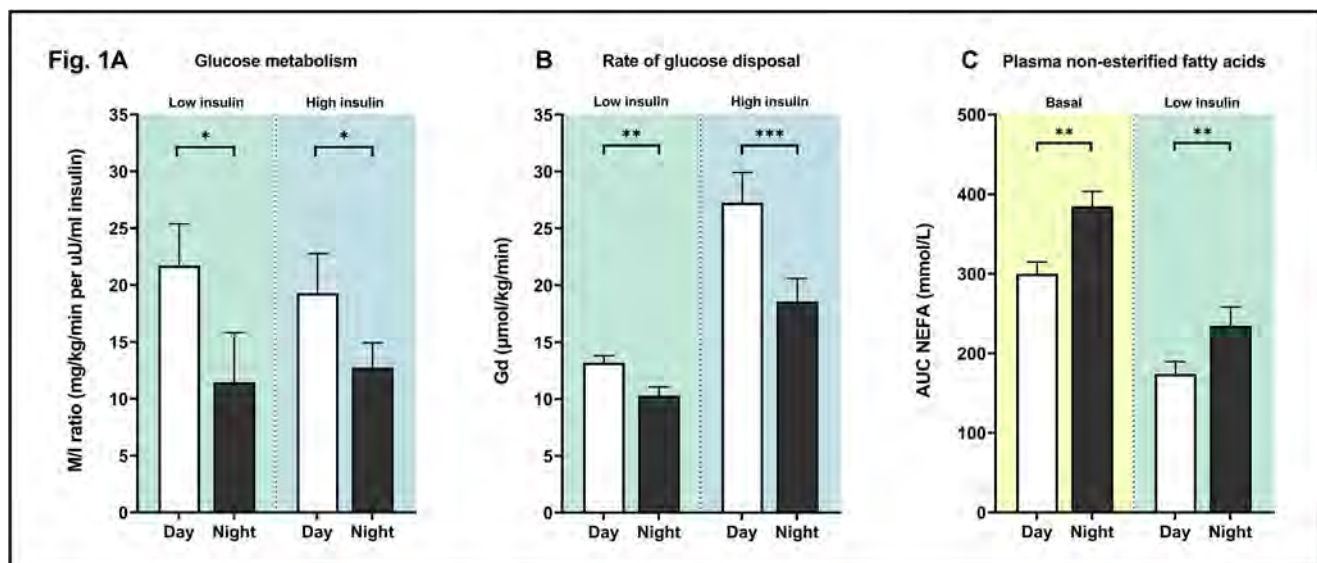 Fig. 1A
Glucose metabolism
Low insulin
High insulin
*
*
M/I ratio (mg/kg/min per uU/ml insulin)
35
30
25
20
15
10
5
0
Day
Night
Day
Night
B
Rate of glucose disposal
Low insulin
High insulin
**
***
Gd (μmol/kg/min)
35
30
25
20
15
10
5
0
Day
Night
Day
Night
C
Plasma non-esterified fatty acids
Basal
Low insulin
**
**
AUC NEFA (mmol/L)
500
400
300
200
100
0
Day
Night
Day
Night